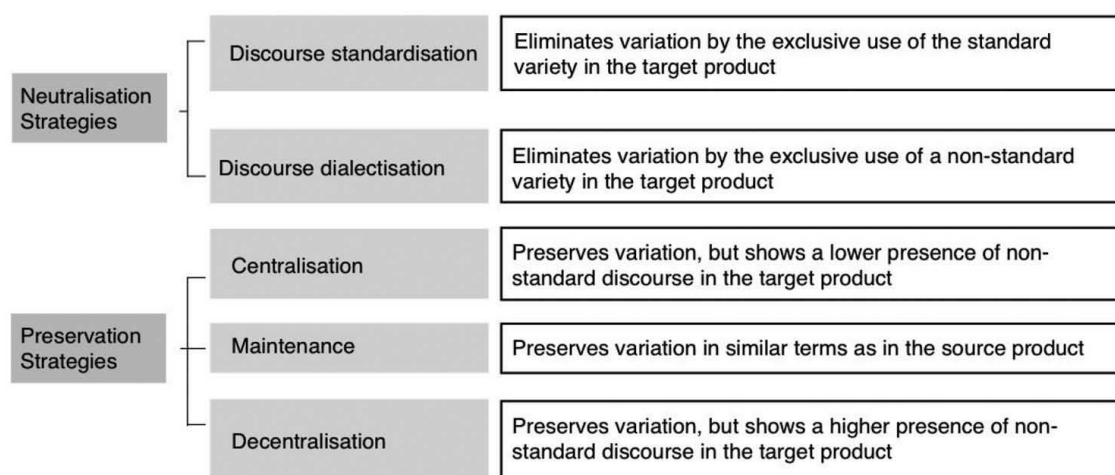 Neutralisation
Strategies
Discourse standardisation
Eliminates variation by the exclusive use of the standard
variety in the target product
Discourse dialectisation
Eliminates variation by the exclusive use of a non-standard
variety in the target product
Preservation
Strategies
Centralisation
Preserves variation, but shows a lower presence of non-
standard discourse in the target product
Maintenance
Preserves variation in similar terms as in the source product
Decentralisation
Preserves variation, but shows a higher presence of non-
standard discourse in the target product